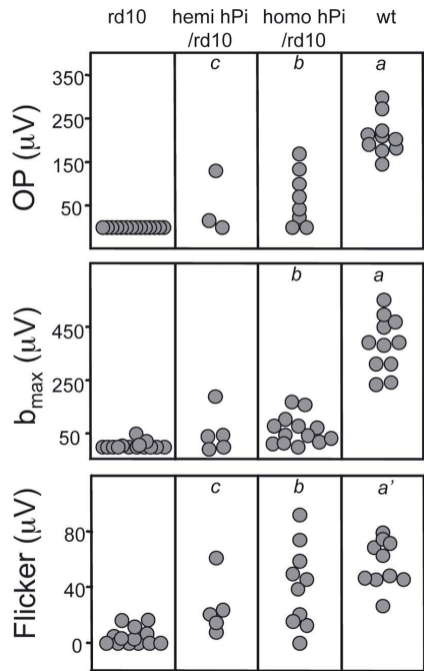 rd10 hemi hPi homo hPi wt
/rd10 /rd10
c b a
OP (μV)
350
250
150
50
b a
b_max (μV)
450
250
50
c b a'
Flicker (μV)
80
40
0